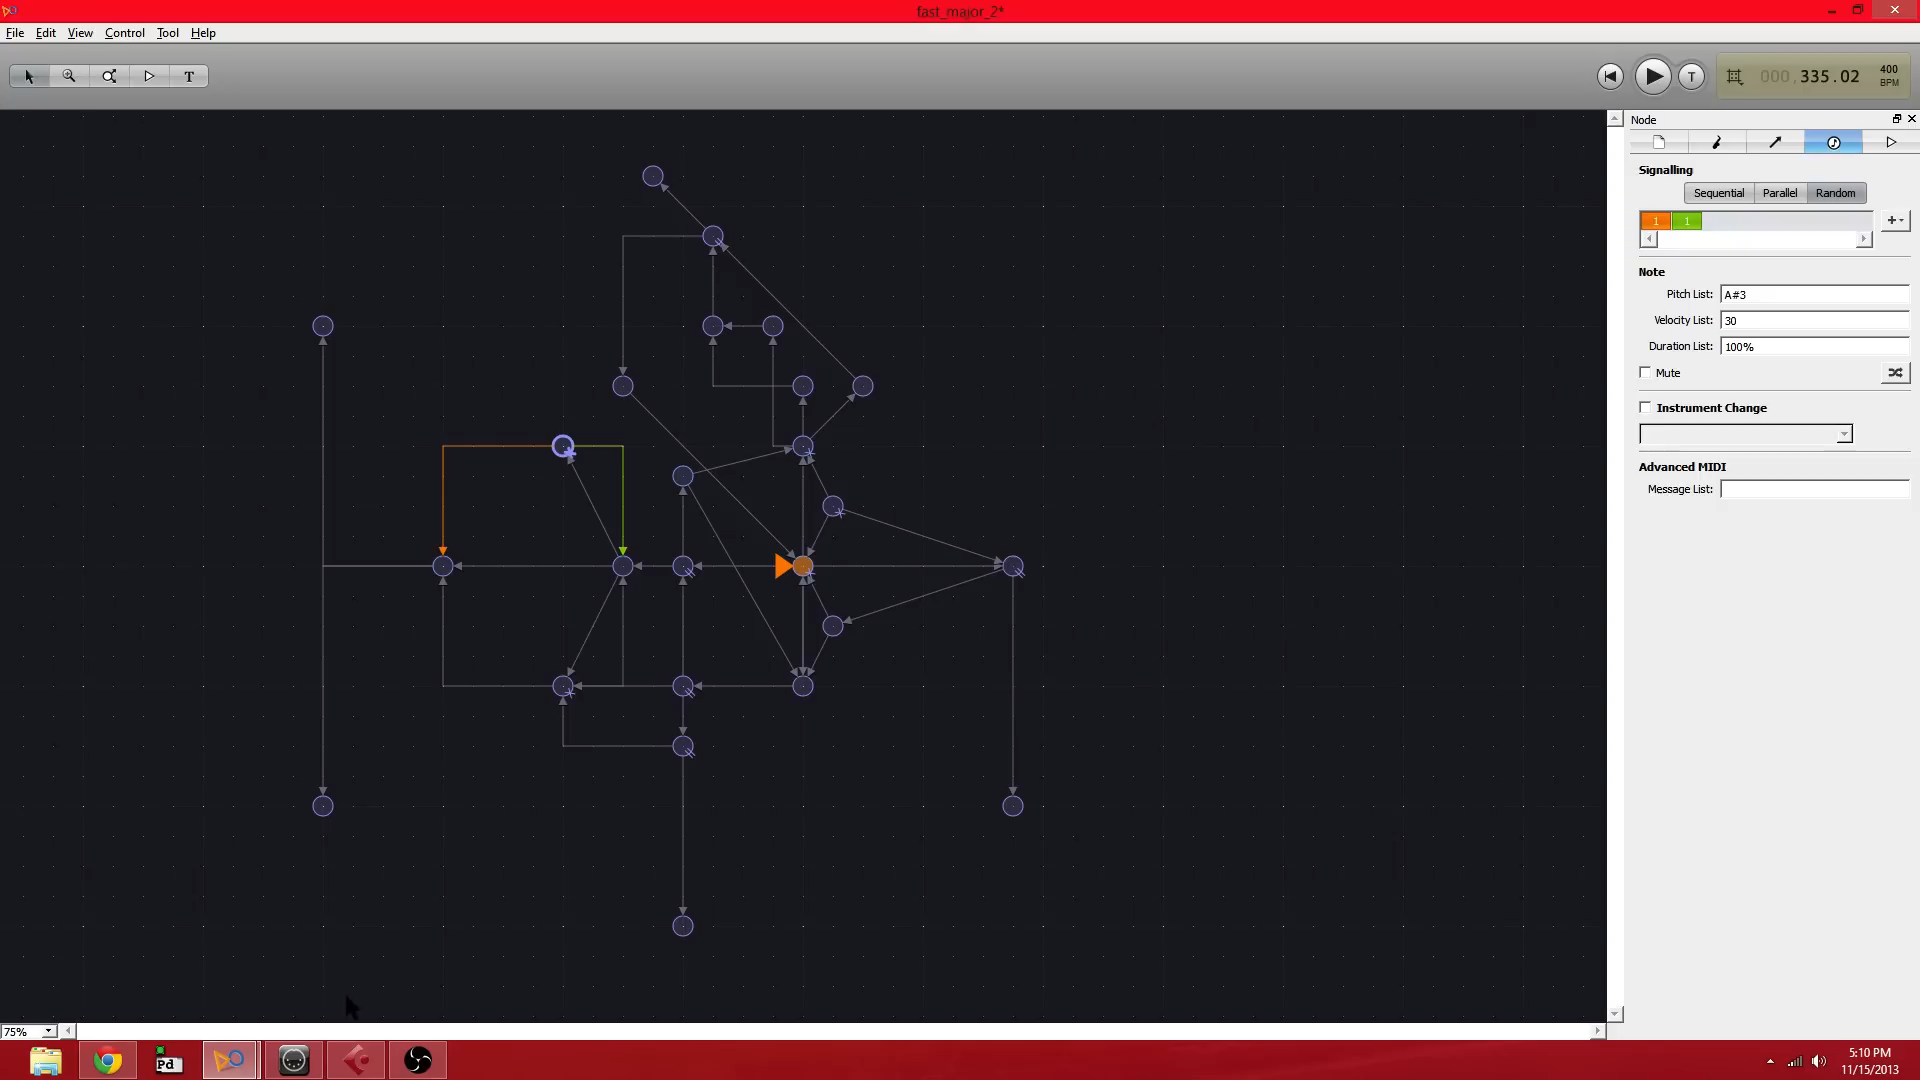 fast_major_2*
File Edit View Control Tool Help
T
T
000,335.02
400
BPM
Node
Signalling
Sequential Parallel Random
1 1
Note
Pitch List: A#3
Velocity List: 30
Duration List: 100%
Mute
Instrument Change
Advanced MIDI
Message List:
75%
Pd
5:10 PM
11/15/2013